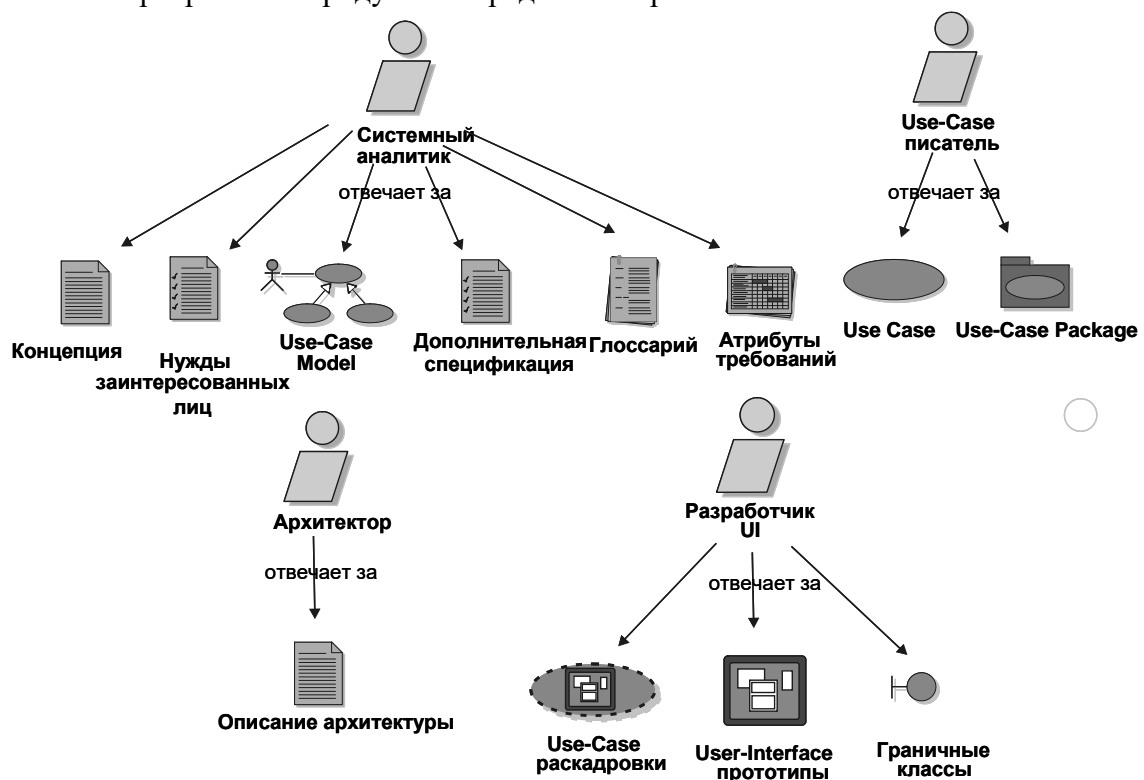 Системный
аналитик
отвечает за
Use-Case
писатель
отвечает за
Концепция
Нужды
заинтересованных
лиц
Use-Case
Model
Дополнительная
спецификация
Глоссарий
Атрибуты
требований
Use Case
Use-Case Package
Архитектор
отвечает за
Описание архитектуры
Разработчик
UI
отвечает за
Use-Case
раскадровки
User-Interface
прототипы
Граничные
классы